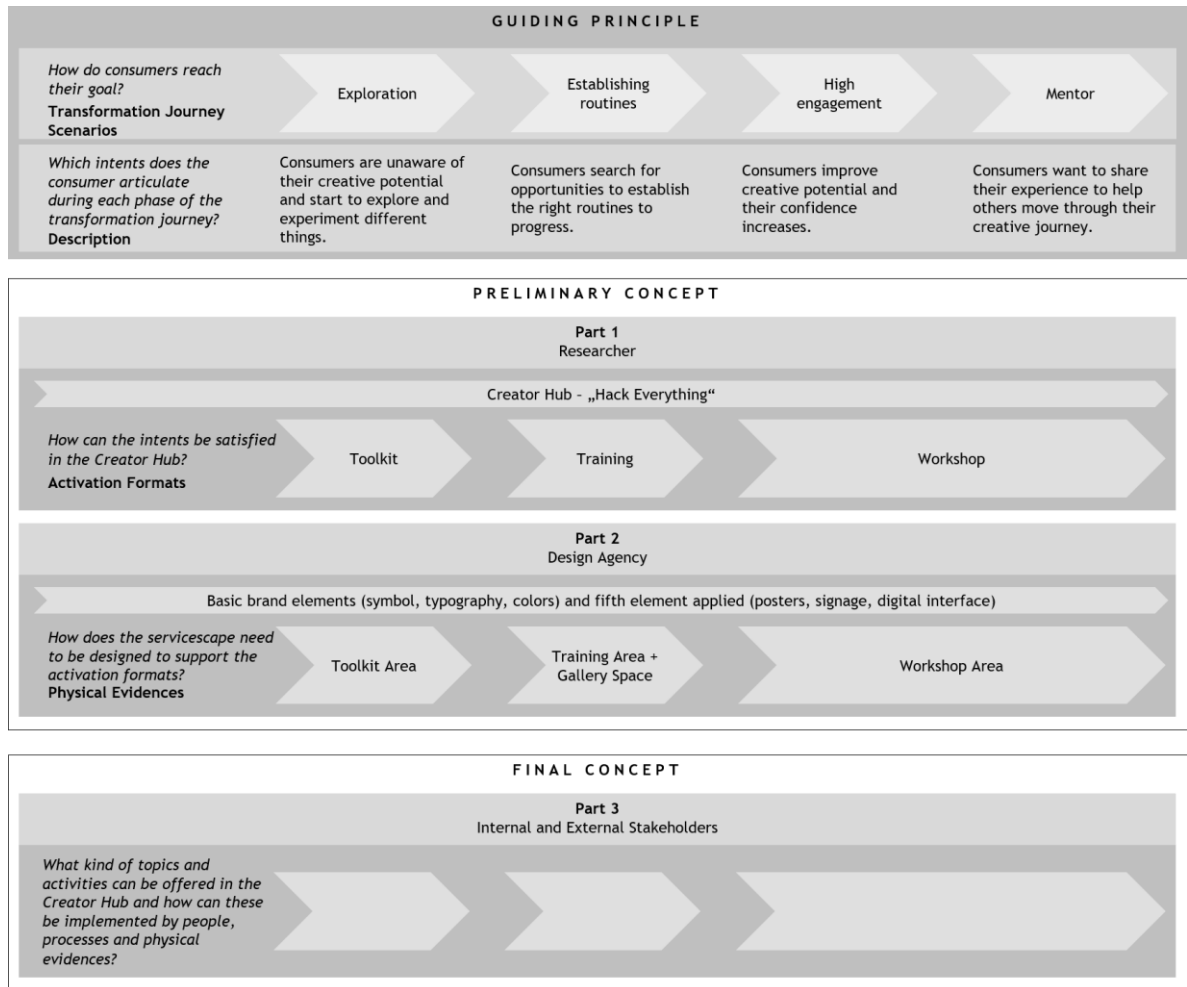 GUIDING PRINCIPLE
How do consumers reach
their goal?
Transformation Journey
Scenarios
Exploration
Establishing
routines
High
engagement
Mentor
Which intents does the
consumer articulate
during each phase of the
transformation journey?
Description
Consumers are unaware of
their creative potential
and start to explore and
experiment different
things.
Consumers search for
opportunities to establish
the right routines to
progress.
Consumers improve
creative potential and
their confidence
increases.
Consumers want to share
their experience to help
others move through their
creative journey.
PRELIMINARY CONCEPT
Part 1
Researcher
Creator Hub – „Hack Everything“
How can the intents be satisfied
in the Creator Hub?
Activation Formats
Toolkit
Training
Workshop
Part 2
Design Agency
Basic brand elements (symbol, typography, colors) and fifth element applied (posters, signage, digital interface)
How does the servicescape need
to be designed to support the
activation formats?
Physical Evidences
Toolkit Area
Training Area +
Gallery Space
Workshop Area
FINAL CONCEPT
Part 3
Internal and External Stakeholders
What kind of topics and
activities can be offered in the
Creator Hub and how can these
be implemented by people,
processes and physical
evidences?